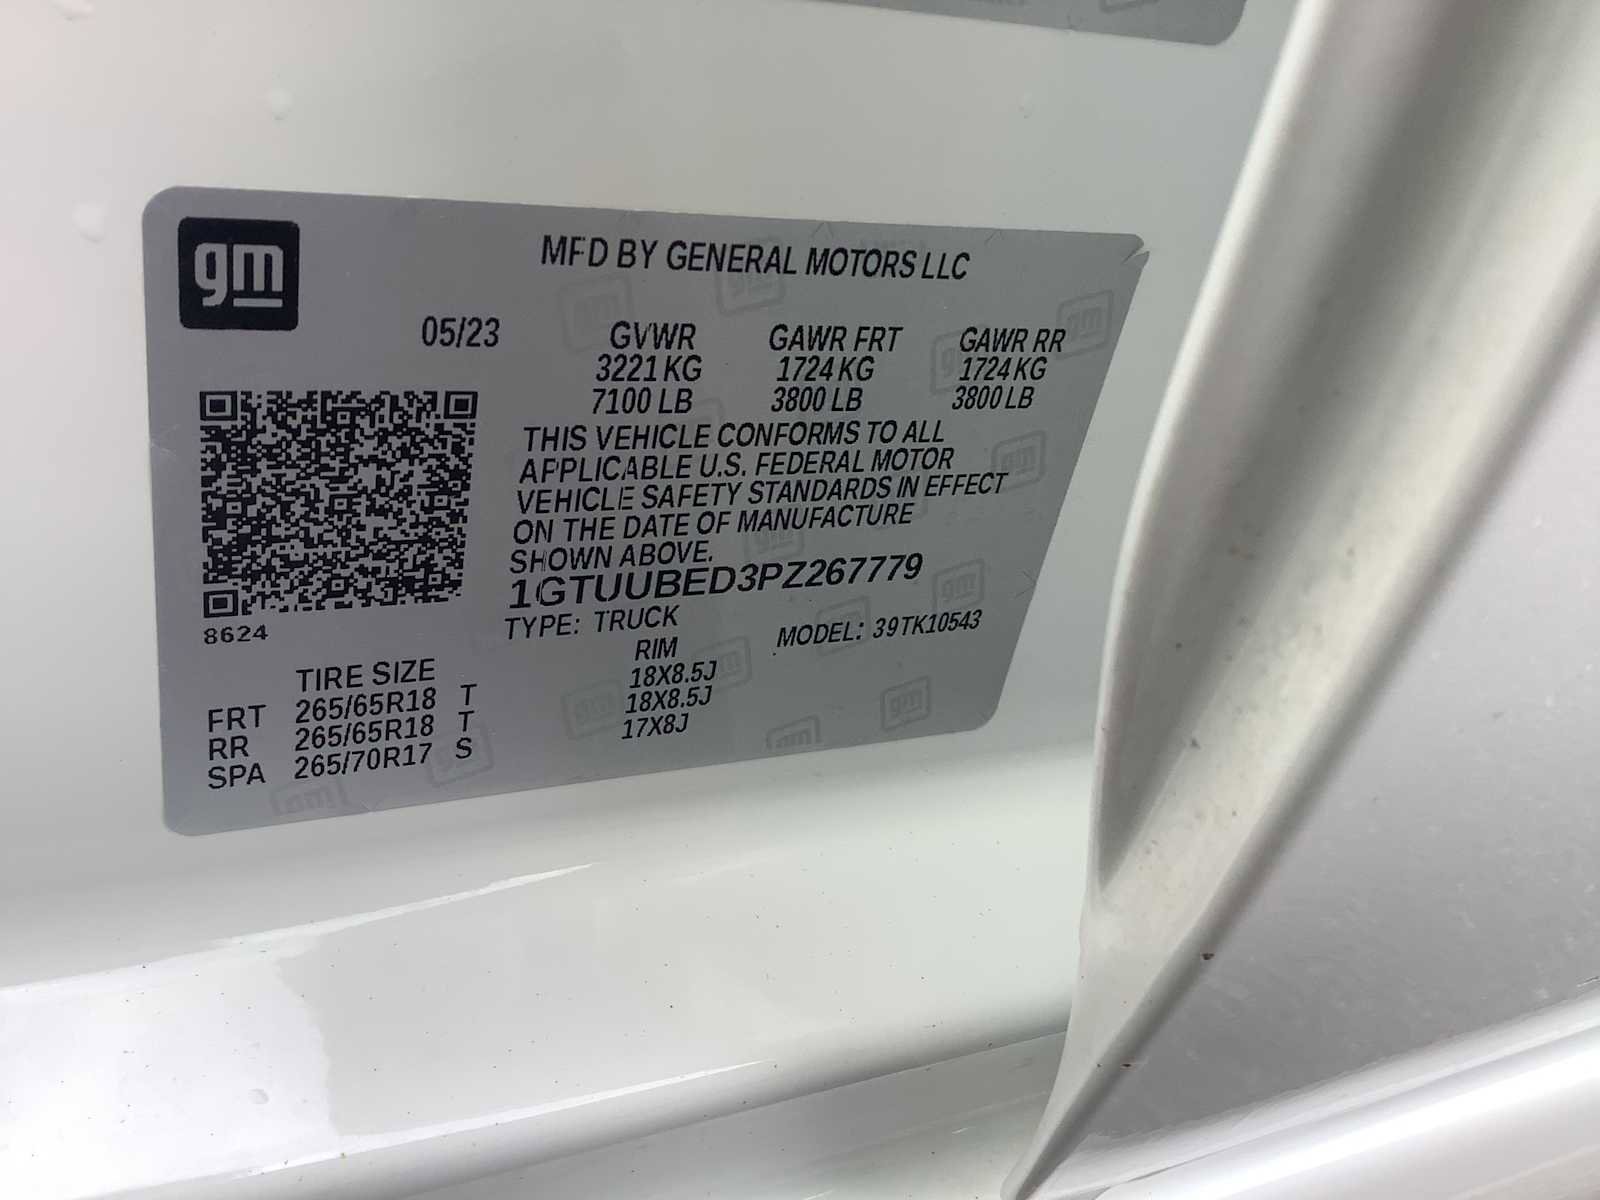 gm
MFD BY GENERAL MOTORS LLC
05/23 GVWR GAWR FRT GAWR RR
3221 KG 1724 KG 1724 KG
7100 LB 3800 LB 3800 LB
THIS VEHICLE CONFORMS TO ALL
APPLICABLE U.S. FEDERAL MOTOR
VEHICLE SAFETY STANDARDS IN EFFECT
ON THE DATE OF MANUFACTURE
SHOWN ABOVE.
1GTUUBED3PZ267779
8624
TYPE: TRUCK MODEL: 39TK10543
TIRE SIZE RIM
FRT 265/65R18 T 18X8.5J
RR 265/65R18 T 18X8.5J
SPA 265/70R17 S 17X8J